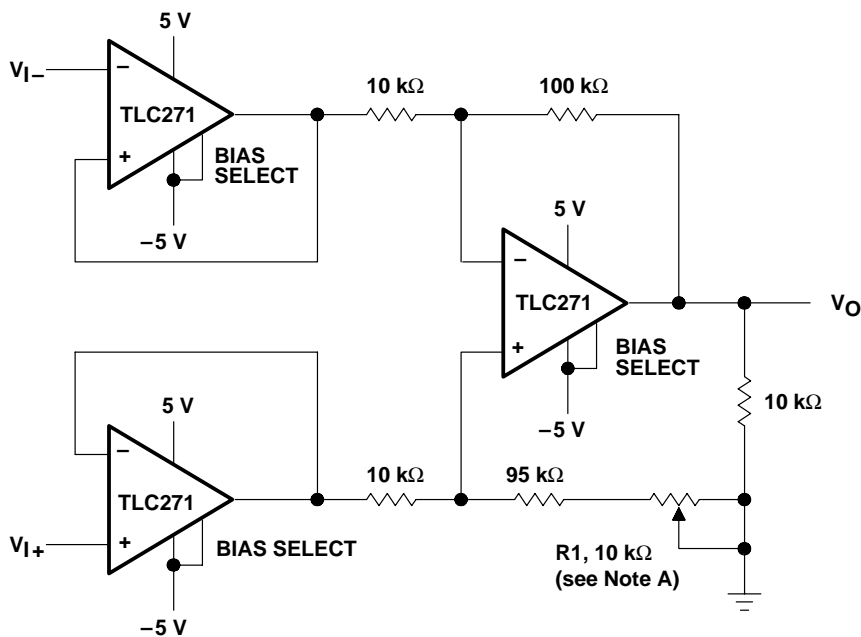 5 V
VI−
−
TLC271
+
BIAS
SELECT
−5 V
10 kΩ
100 kΩ
5 V
−
TLC271
+
BIAS
SELECT
−5 V
VO
10 kΩ
5 V
−
TLC271
VI+
+
BIAS SELECT
−5 V
10 kΩ
95 kΩ
R1, 10 kΩ
(see Note A)